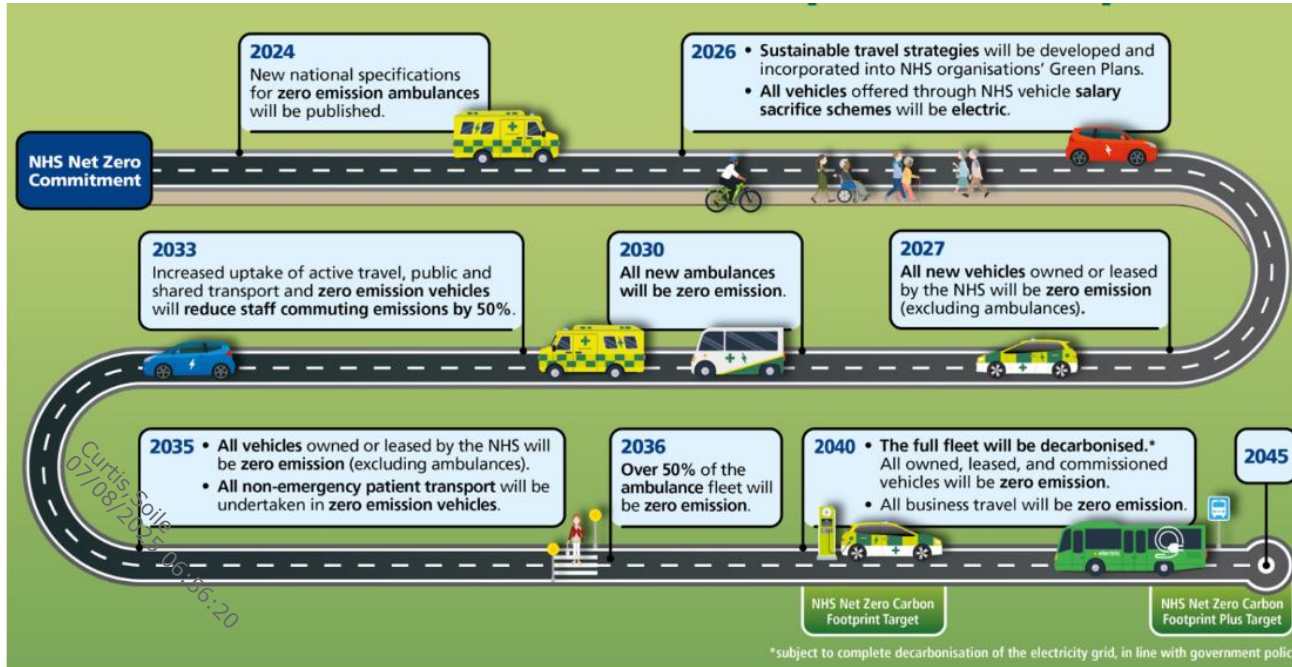 NHS Net Zero
Commitment
2024
New national specifications
for zero emission ambulances
will be published.
2026 • Sustainable travel strategies will be developed and
incorporated into NHS organisations' Green Plans.
• All vehicles offered through NHS vehicle salary
sacrifice schemes will be electric.
2027
All new vehicles owned or leased
by the NHS will be zero emission
(excluding ambulances).
2030
All new ambulances
will be zero emission.
2033
Increased uptake of active travel, public and
shared transport and zero emission vehicles
will reduce staff commuting emissions by 50%.
2035 • All vehicles owned or leased by the NHS will
be zero emission (excluding ambulances).
• All non-emergency patient transport will be
undertaken in zero emission vehicles.
2036
Over 50% of the
ambulance fleet will
be zero emission.
2040 • The full fleet will be decarbonised.*
All owned, leased, and commissioned
vehicles will be zero emission.
• All business travel will be zero emission.
2045
electric
NHS Net Zero Carbon
Footprint Target
NHS Net Zero Carbon
Footprint Plus Target
*subject to complete decarbonisation of the electricity grid, in line with government
Curtis,Soile
07/08/2025 06:56:20